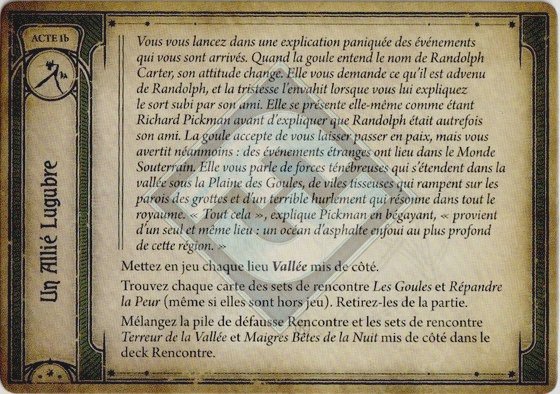 ACTE 1b
Un Allié Lugubre
Vous vous lancez dans une explication paniquée des événements
qui vous sont arrivés. Quand la goule entend le nom de Randolph
Carter, son attitude change. Elle vous demande ce qu'il est advenu
de Randolph, et la tristesse l'envahit lorsque vous lui expliquez
le sort subi par son ami. Elle se présente elle-même comme étant
Richard Pickman avant d'expliquer que Randolph était autrefois
son ami. La goule accepte de vous laisser passer en paix, mais vous
avertit néanmoins : des événements étranges ont lieu dans le Monde
Souterrain. Elle vous parle de forces ténébreuses qui s'étendent dans la
vallée sous la Plaine des Goules, de viles tisseuses qui rampent sur les
parois des grottes et d'un terrible hurlement qui résonne dans tout le
royaume. « Tout cela », explique Pickman en bégayant, « provient
d'un seul et même lieu : un océan d'asphalte enfoui au plus profond
de cette région. »
Mettez en jeu chaque lieu Vallée mis de côté.
Trouvez chaque carte des sets de rencontre Les Goules et Répandre
la Peur (même si elles sont hors jeu). Retirez-les de la partie.
Mélangez la pile de défausse Rencontre et les sets de rencontre
Terreur de la Vallée et Maigres Bêtes de la Nuit mis de côté dans le
deck Rencontre.